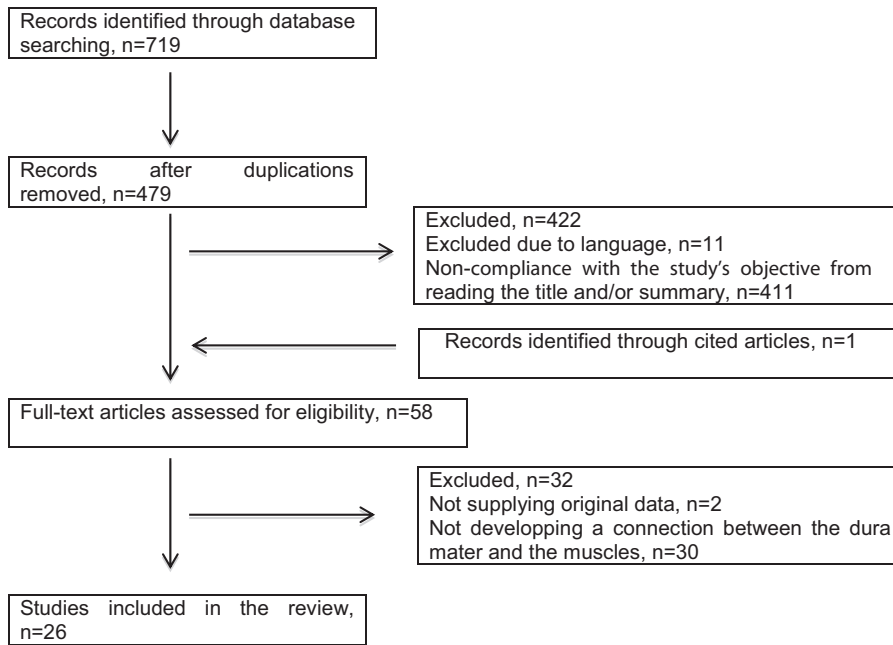 Records identified through database
searching, n=719
Records after duplications
removed, n=479
Excluded, n=422
Excluded due to language, n=11
Non-compliance with the study's objective from
reading the title and/or summary, n=411
Records identified through cited articles, n=1
Full-text articles assessed for eligibility, n=58
Excluded, n=32
Not supplying original data, n=2
Not developping a connection between the dura
mater and the muscles, n=30
Studies included in the review,
n=26